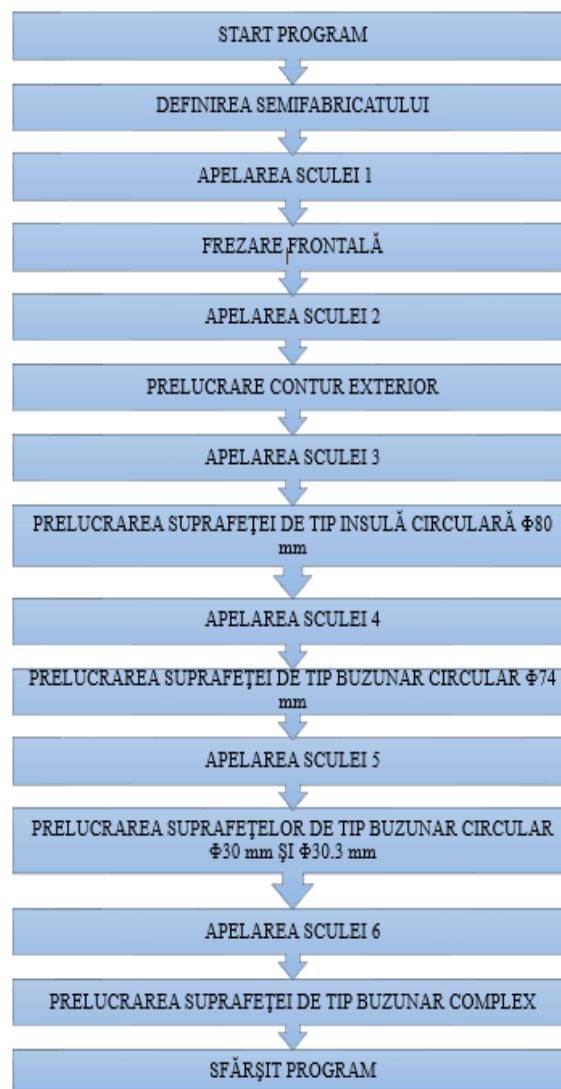 START PROGRAM
DEFINIREA SEMIFABRICATULUI
APELAREA SCULEI 1
FREZARE FRONTALĂ
APELAREA SCULEI 2
PRELUCRARE CONTUR EXTERIOR
APELAREA SCULEI 3
PRELUCRAREA SUPRAFEŢEI DE TIP INSULĂ CIRCULARĂ Φ80
mm
APELAREA SCULEI 4
PRELUCRAREA SUPRAFEŢEI DE TIP BUZUNAR CIRCULAR Φ74
mm
APELAREA SCULEI 5
PRELUCRAREA SUPRAFEŢELOR DE TIP BUZUNAR CIRCULAR
Φ30 mm ŞI Φ30.3 mm
APELAREA SCULEI 6
PRELUCRAREA SUPRAFEŢEI DE TIP BUZUNAR COMPLEX
SFĂRŞIT PROGRAM